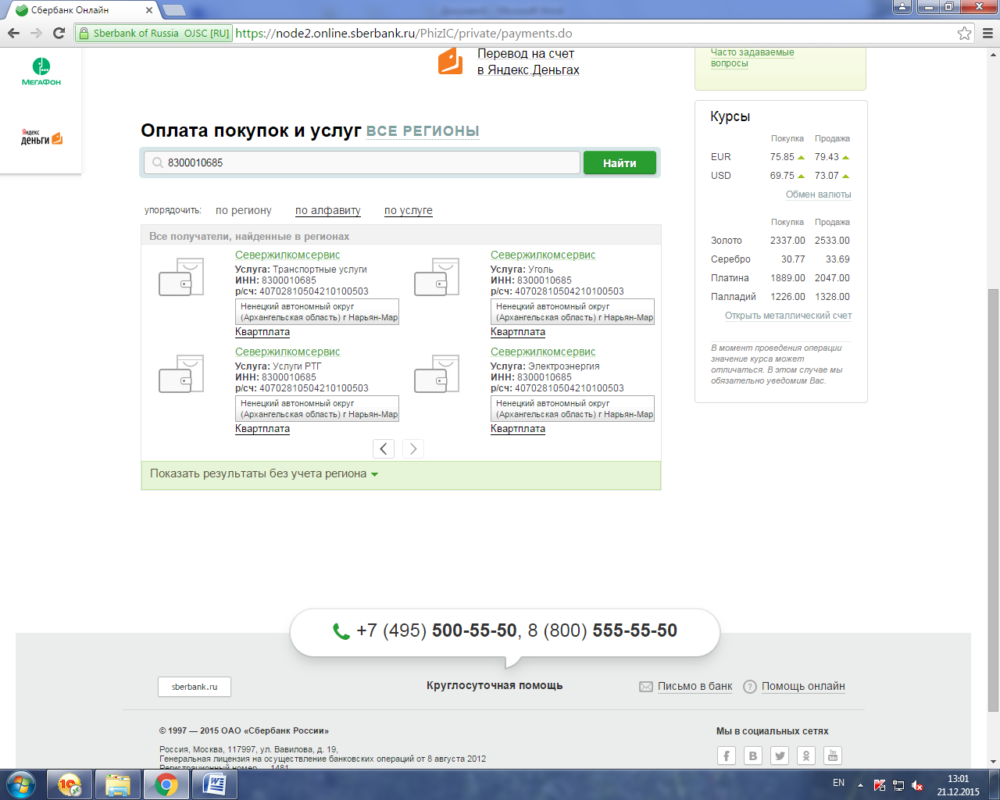 Сбербанк Онлайн
Sberbank of Russia OJSC [RU]
https://node2.online.sberbank.ru/PhizIC/private/payments.do
МЕГАФОН
Яндекс
деньги
Перевод на счет
в Яндекс.Деньгах
Часто задаваемые
вопросы
Оплата покупок и услуг ВСЕ РЕГИОНЫ
8300010685
Найти
упорядочить: по региону по алфавиту по услуге
Все получатели, найденные в регионах
Севержилкомсервис
Услуга: Транспортные услуги
ИНН: 8300010685
р/сч: 40702810504210100503
Ненецкий автономный округ
(Архангельская область) г Нарьян-Мар
Квартплата
Севержилкомсервис
Услуга: Уголь
ИНН: 8300010685
р/сч: 40702810504210100503
Ненецкий автономный округ
(Архангельская область) г Нарьян-Мар
Квартплата
Севержилкомсервис
Услуга: Услуги РТГ
ИНН: 8300010685
р/сч: 40702810504210100503
Ненецкий автономный округ
(Архангельская область) г Нарьян-Мар
Квартплата
Севержилкомсервис
Услуга: Электроэнергия
ИНН: 8300010685
р/сч: 40702810504210100503
Ненецкий автономный округ
(Архангельская область) г Нарьян-Мар
Квартплата
Показать результаты без учета региона
Курсы
Покупка Продажа
EUR 75.85 79.43
USD 69.75 73.07
Обмен валюты
Покупка Продажа
Золото 2337.00 2533.00
Серебро 30.77 33.69
Платина 1889.00 2047.00
Палладий 1226.00 1328.00
Открыть металлический счет
В момент проведения операции
значение курса может
отличаться. В этом случае мы
обязательно уведомим Вас.
+7 (495) 500-55-50, 8 (800) 555-55-50
sberbank.ru
Круглосуточная помощь
Письмо в банк
Помощь онлайн
© 1997 — 2015 ОАО «Сбербанк России»
Россия, Москва, 117997, ул. Вавилова, д. 19,
Генеральная лицензия на осуществление банковских операций от 8 августа 2012
Регистрационный номер — 1481
Мы в социальных сетях
You
Tube
EN
13:01
21.12.2015